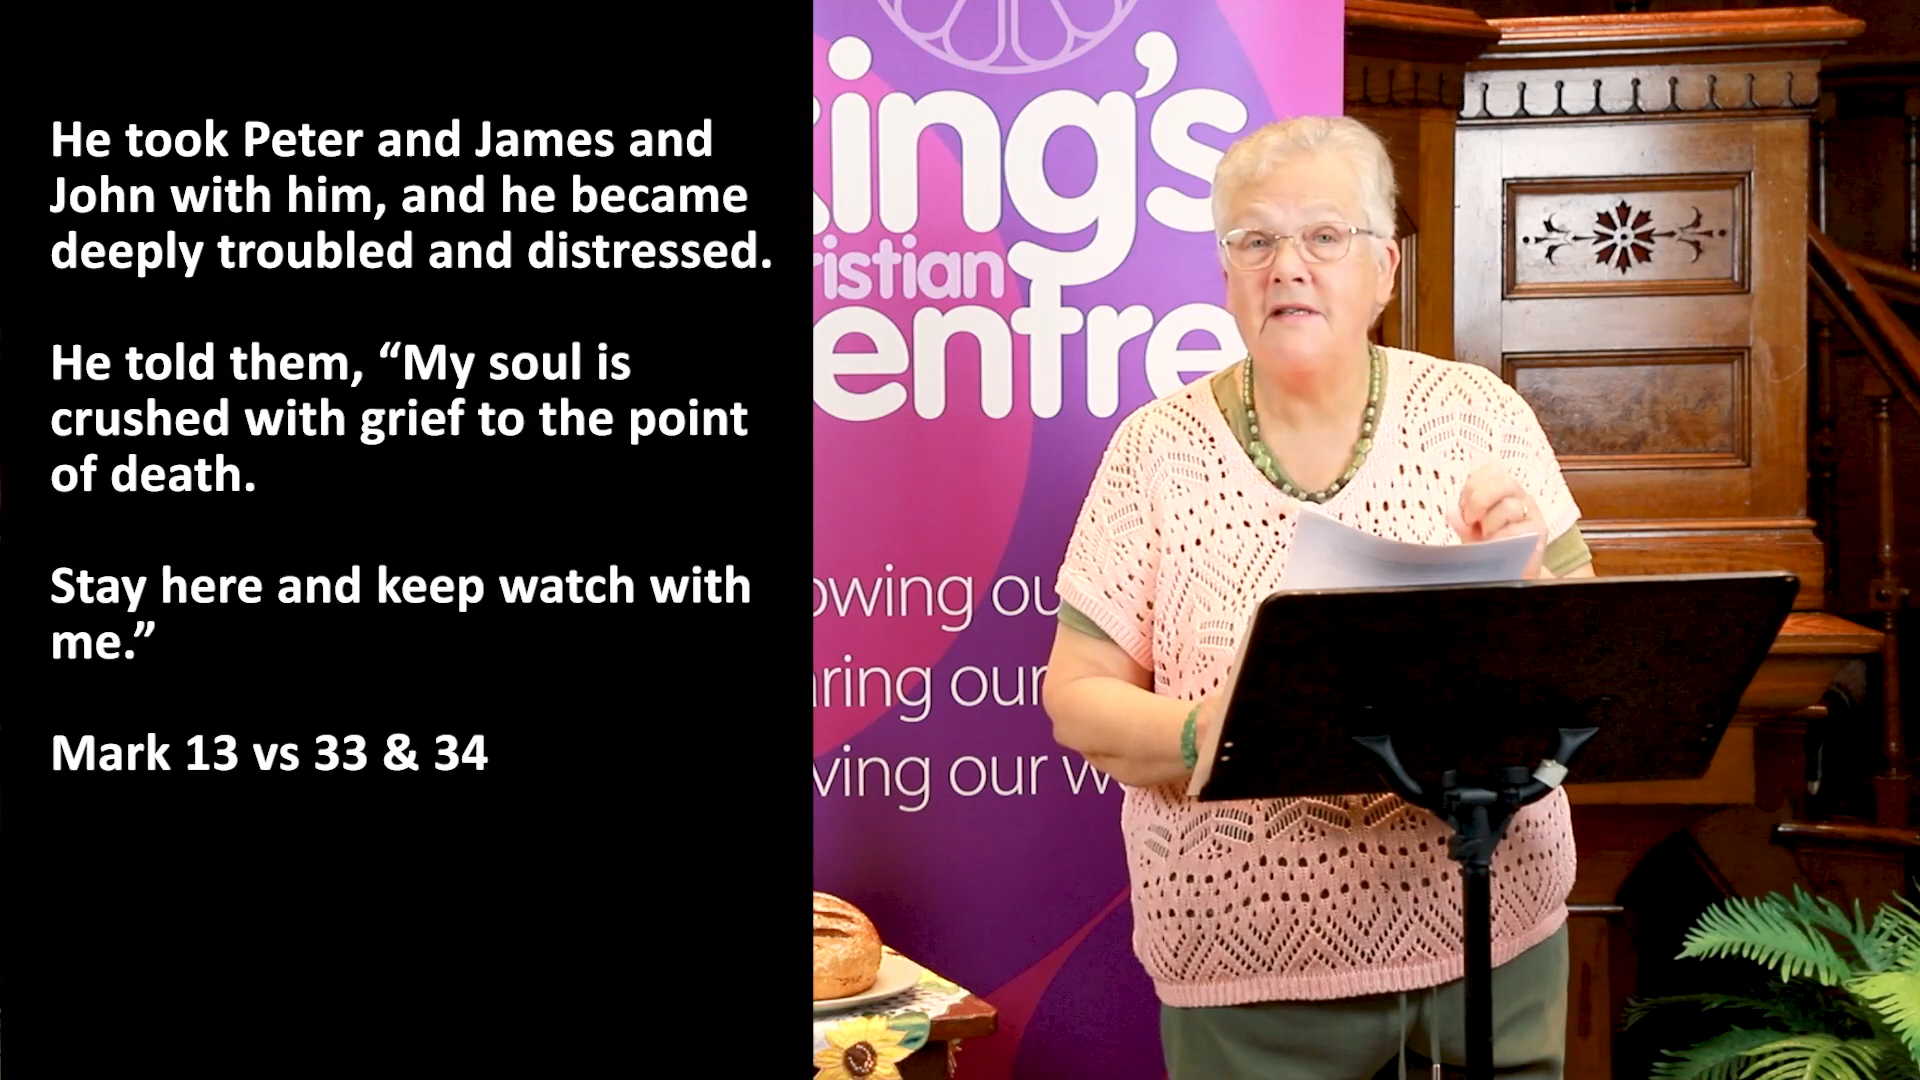 He took Peter and James and
John with him, and he became
deeply troubled and distressed.
He told them, “My soul is
crushed with grief to the point
of death.
Stay here and keep watch with
me.”
Mark 13 vs 33 & 34
ing's
ristian
entre
owing ou
aring our
ving our w